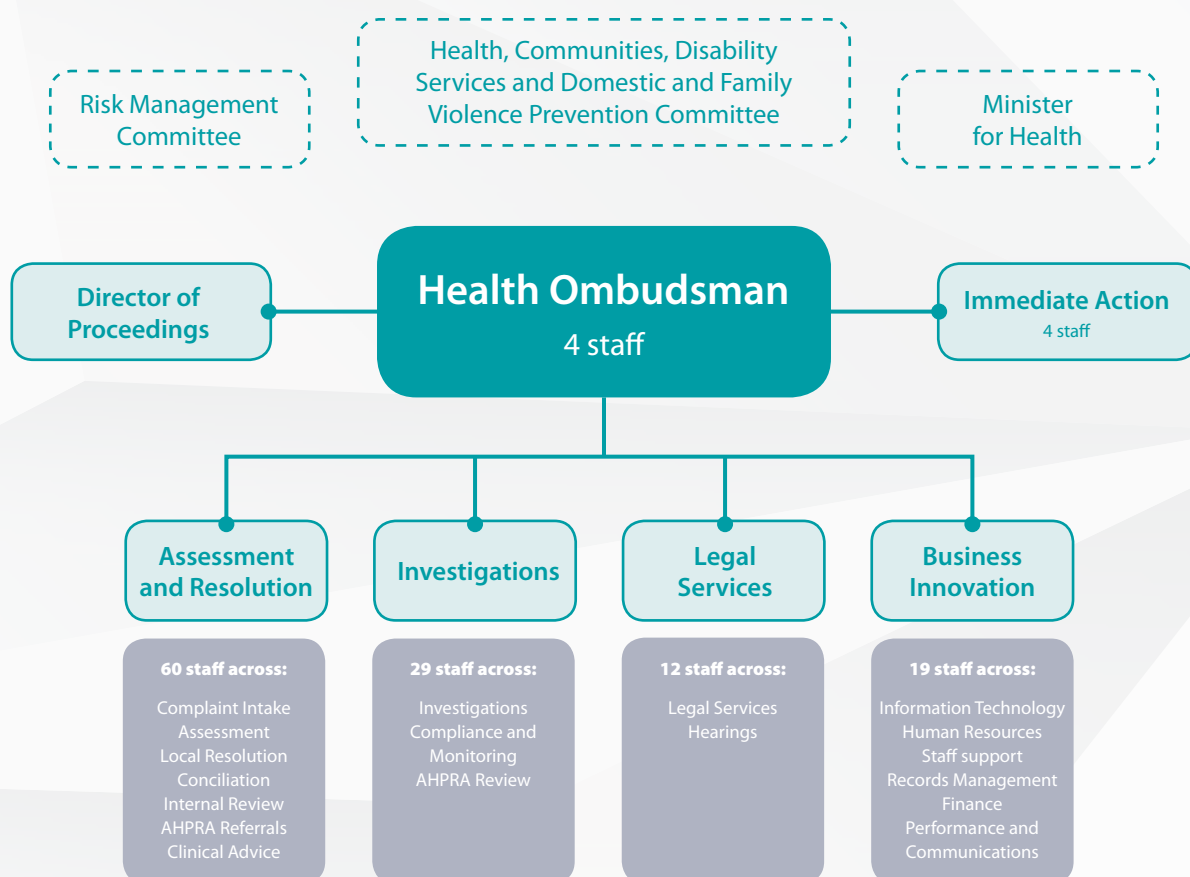 Health, Communities, Disability
Services and Domestic and Family
Violence Prevention Committee
Risk Management
Committee
Minister
for Health
Health Ombudsman
4 staff
Director of
Proceedings
Immediate Action
4 staff
Assessment
and Resolution
60 staff across:
Complaint Intake
Assessment
Local Resolution
Conciliation
Internal Review
AHPRA Referrals
Clinical Advice
Investigations
29 staff across:
Investigations
Compliance and
Monitoring
AHPRA Review
Legal
Services
12 staff across:
Legal Services
Hearings
Business
Innovation
19 staff across:
Information Technology
Human Resources
Staff support
Records Management
Finance
Performance and
Communications